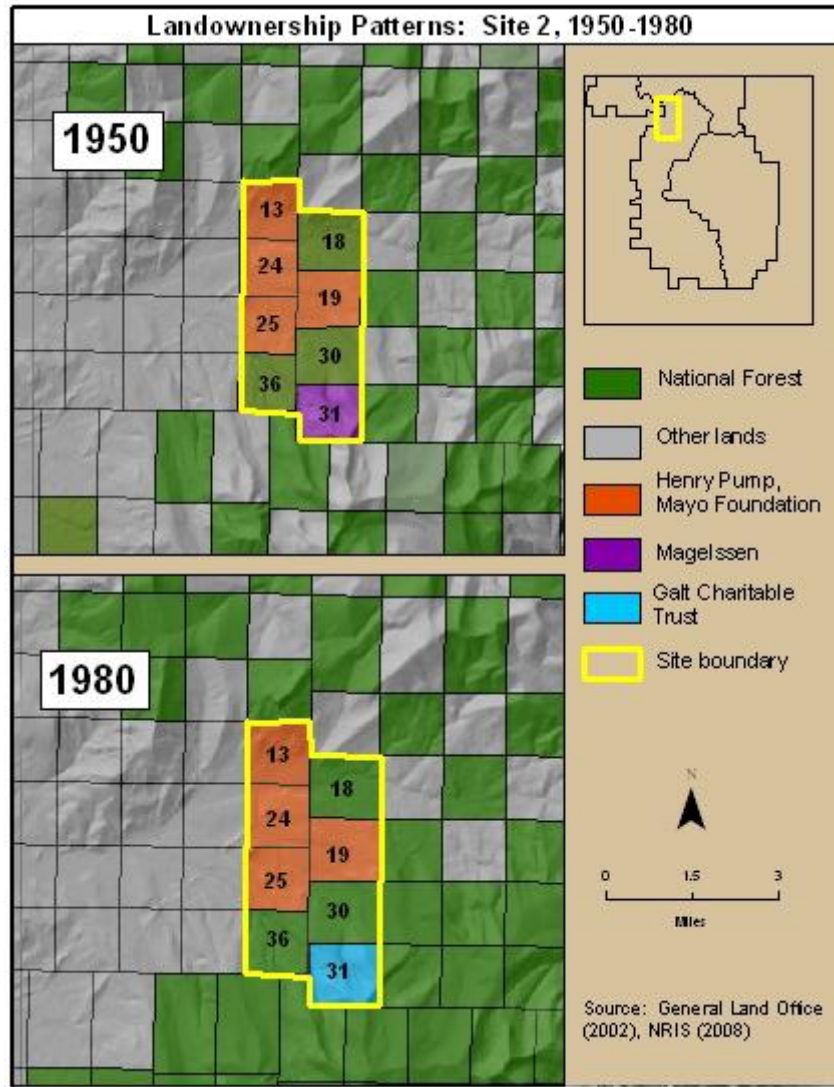 Landownership Patterns: Site 2, 1950-1980
1950
13
18
24
19
25
30
36
31
National Forest
Other lands
Henry Pump,
Mayo Foundation
Magelssen
Galt Charitable
Trust
Site boundary
1980
13
18
24
19
25
30
36
31
N
0 1.5 3
Miles
Source: General Land Office
(2002), NRIS (2008)